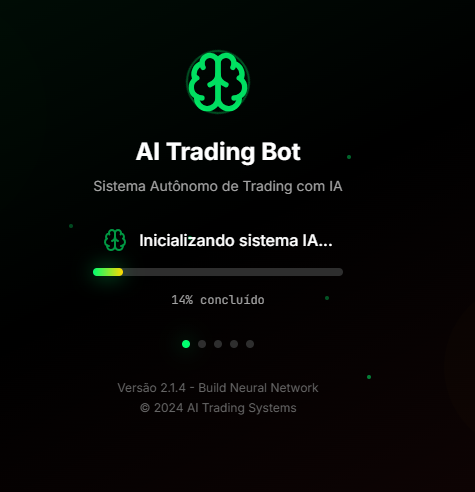 AI Trading Bot
Sistema Autônomo de Trading com IA
Inicializando sistema IA...
14% concluído
Versão 2.1.4 - Build Neural Network
© 2024 AI Trading Systems